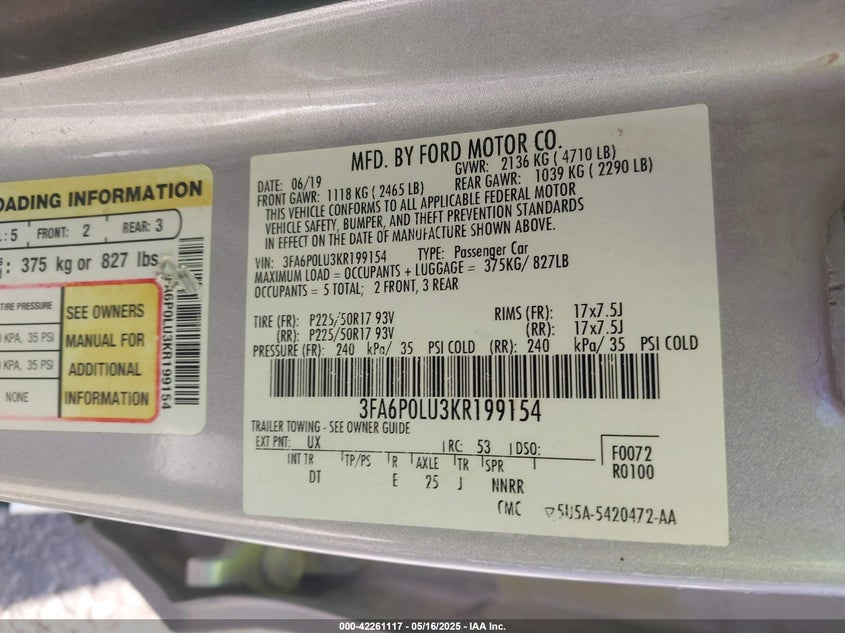 OADING INFORMATION
: 5 FRONT: 2 REAR: 3
: 375 kg or 827 lbs
TIRE PRESSURE
KPA, 35 PSI
KPA, 35 PSI
NONE
SEE OWNERS
MANUAL FOR
ADDITIONAL
INFORMATION
6P0LU3KR199154
MFD. BY FORD MOTOR CO.
DATE: 06/19 GVWR: 2136 KG ( 4710 LB)
FRONT GAWR: 1118 KG ( 2465 LB) REAR GAWR: 1039 KG ( 2290 LB)
THIS VEHICLE CONFORMS TO ALL APPLICABLE FEDERAL MOTOR
VEHICLE SAFETY, BUMPER, AND THEFT PREVENTION STANDARDS
IN EFFECT ON THE DATE OF MANUFACTURE SHOWN ABOVE.
VIN: 3FA6P0LU3KR199154 TYPE: Passenger Car
MAXIMUM LOAD = OCCUPANTS + LUGGAGE = 375KG/ 827LB
OCCUPANTS = 5 TOTAL; 2 FRONT, 3 REAR
TIRE (FR): P225/50R17 93V RIMS (FR): 17x7.5J
(RR): P225/50R17 93V (RR): 17x7.5J
PRESSURE (FR): 240 kPa/ 35 PSI COLD (RR): 240 kPa/ 35 PSI COLD
3FA6P0LU3KR199154
TRAILER TOWING - SEE OWNER GUIDE
EXT PNT: UX RC: 53 DSO: F0072
INT TR TP/PS R AXLE TR SPR R0100
DT E 25 J NNRR
CMC 5U5A-5420472-AA
000-42261117 - 05/16/2025 - IAA Inc.